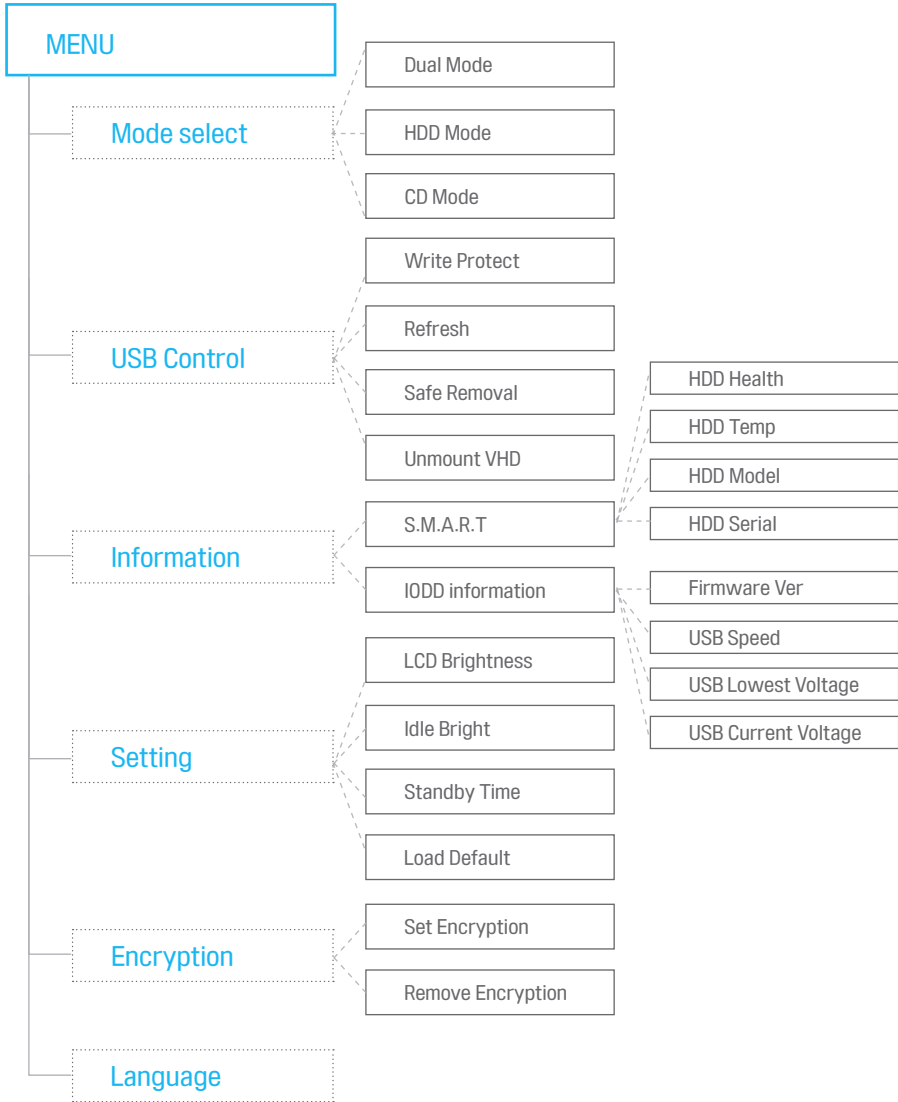 MENU
Mode select
Dual Mode
HDD Mode
CD Mode
USB Control
Write Protect
Refresh
Safe Removal
Unmount VHD
Information
S.M.A.R.T
HDD Health
HDD Temp
HDD Model
HDD Serial
IODD information
Firmware Ver
USB Speed
USB Lowest Voltage
USB Current Voltage
Setting
LCD Brightness
Idle Bright
Standby Time
Load Default
Encryption
Set Encryption
Remove Encryption
Language